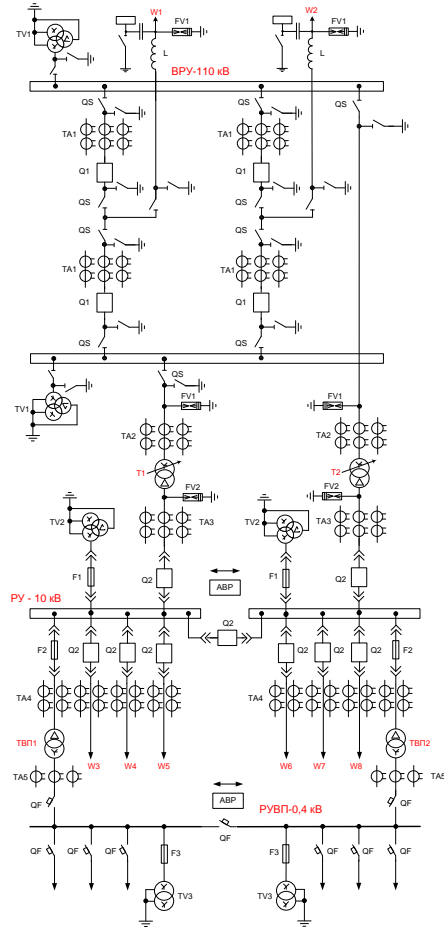 W1
W2
TV1
FV1
FV1
L
L
ВРУ-110 кВ
QS
QS
QS
TA1
TA1
Q1
Q1
QS
QS
QS
QS
TA1
TA1
Q1
Q1
QS
QS
QS
TV1
FV1
FV1
TA2
TA2
T1
T2
FV2
FV2
TV2
TA3
TV2
TA3
F1
Q2
АВР
F1
Q2
РУ - 10 кВ
Q2
F2
Q2
Q2
Q2
Q2
Q2
Q2
F2
TA4
TA4
ТВП1
ТВП2
W3
W4
W5
W6
W7
W8
TA5
TA5
QF
АВР
РУВП-0,4 кВ
QF
QF
QF
QF
QF
F3
F3
QF
QF
QF
TV3
TV3